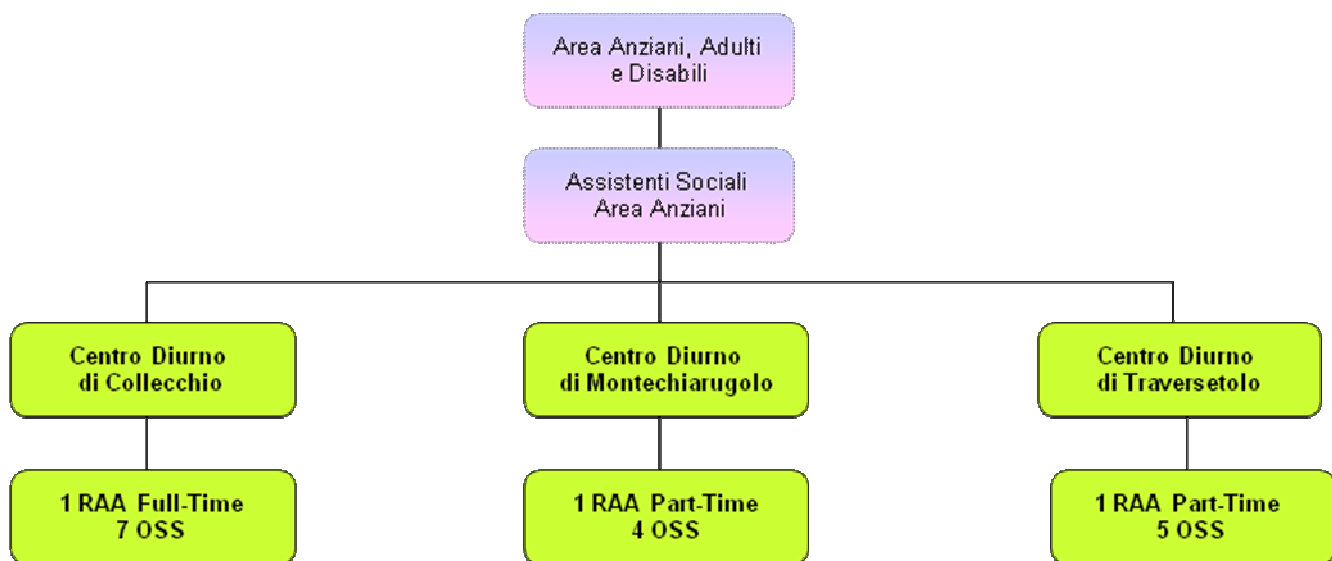 Area Anziani, Adulti
e Disabili
Assistenti Sociali
Area Anziani
Centro Diurno
di Collecchio
Centro Diurno
di Montechiarugolo
Centro Diurno
di Traversetolo
1 RAA Full-Time
7 OSS
1 RAA Part-Time
4 OSS
1 RAA Part-Time
5 OSS